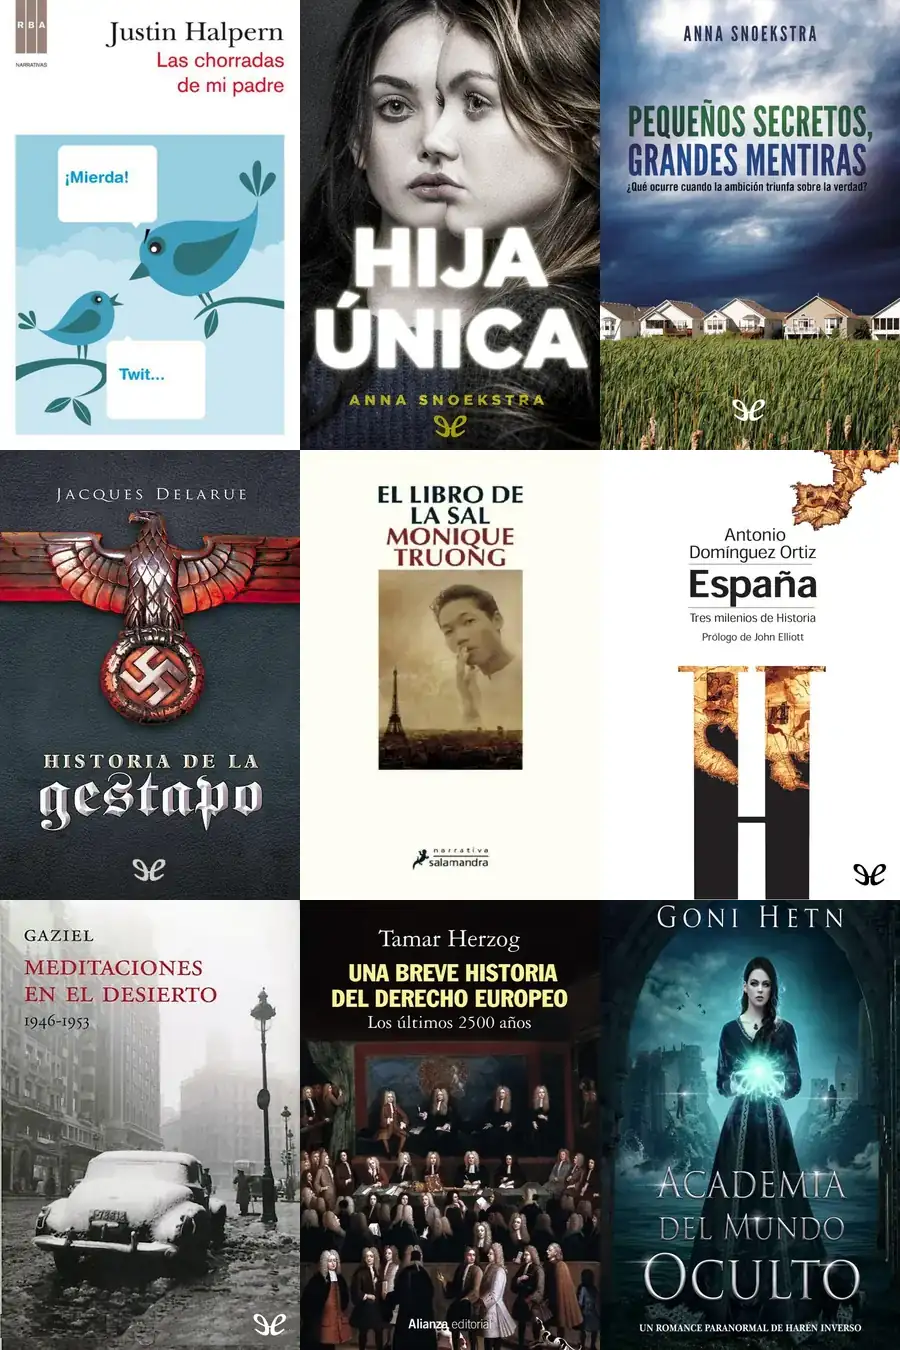 RBA
NARRATIVAS
Justin Halpern
Las chorradas
de mi padre
¡Mierda!
Twit...
HIJA
ÚNICA
ANNA SNOEKSTRA
ANNA SNOEKSTRA
PEQUEÑOS SECRETOS,
GRANDES MENTIRAS
¿Qué ocurre cuando la ambición triunfa sobre la verdad?
JACQUES DELARUE
HISTORIA DE LA
gestapo
EL LIBRO DE
LA SAL
MONIQUE
TRUONG
narrativa
salamandra
Antonio
Domínguez Ortiz
España
Tres milenios de Historia
Prólogo de John Elliott
H
GAZIEL
MEDITACIONES
EN EL DESIERTO
1946-1953
Tamar Herzog
UNA BREVE HISTORIA
DEL DERECHO EUROPEO
Los últimos 2500 años
Alianza editorial
GONI HETN
ACADEMIA
DEL MUNDO
OCULTO
UN ROMANCE PARANORMAL DE HARÉN INVERSO